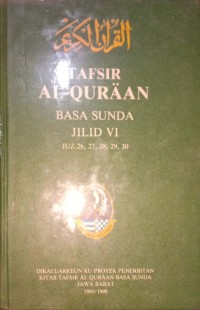 القرآن الكريم
TAFSIR
AL-QURÄAN
BASA SUNDA
JILID VI
JUZ 26, 27, 28, 29, 30
DIKALUARKEUN KU PROYEK PENERBITAN
KITAB TAFSIR AL QURÄAN BASA SUNDA
JAWA BARAT